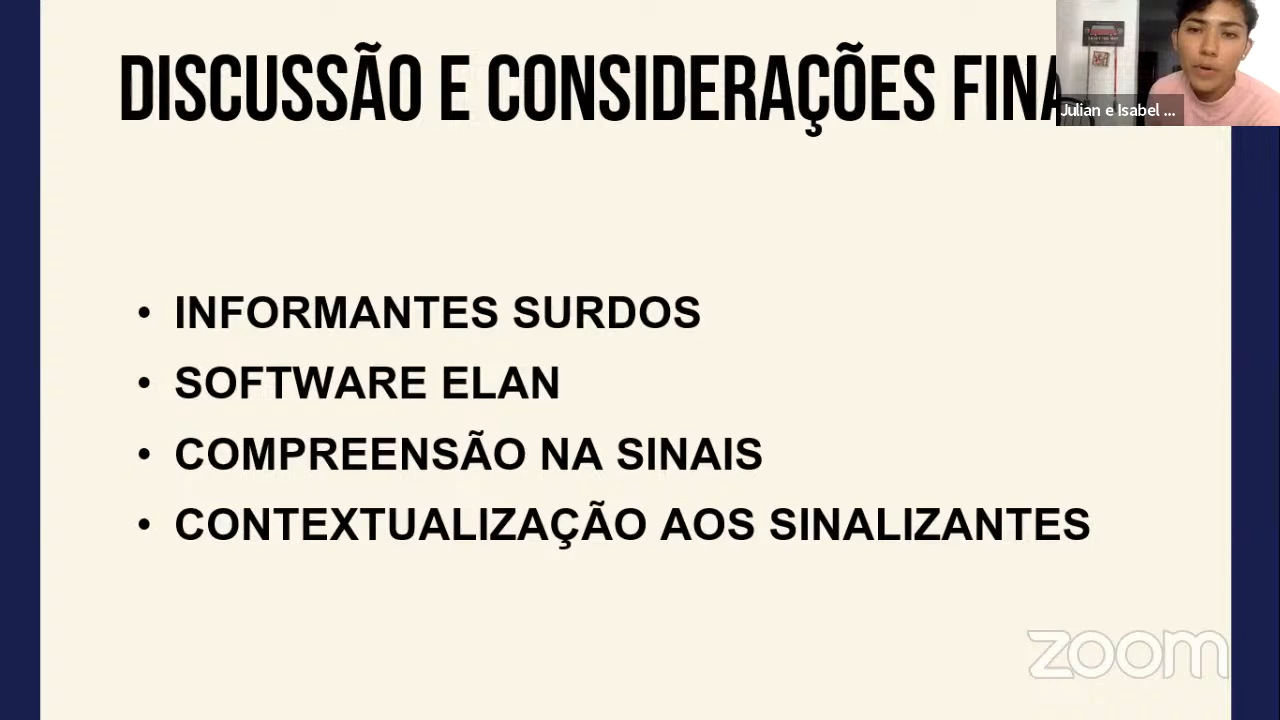 DISCUSSÃO E CONSIDERAÇÕES FINA
Julian e Isabel ...
• INFORMANTES SURDOS
• SOFTWARE ELAN
• COMPREENSÃO NA SINAIS
• CONTEXTUALIZAÇÃO AOS SINALIZANTES
zoom